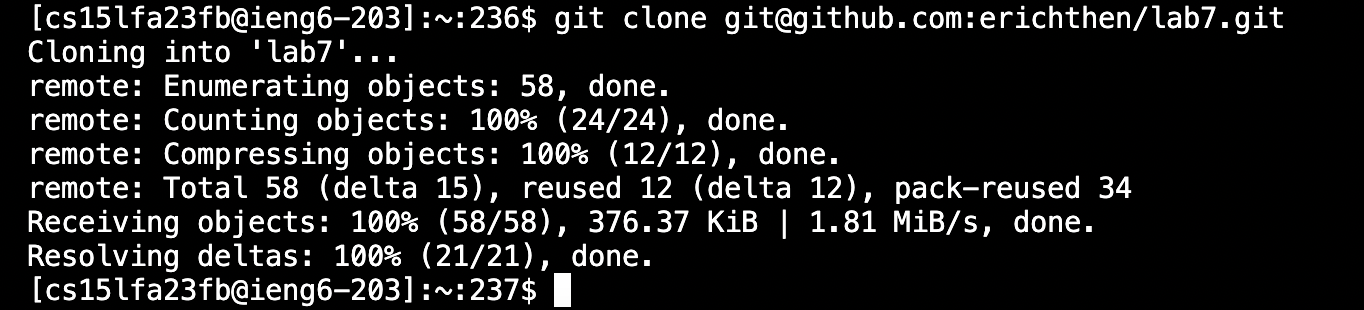 [cs15lfa23fb@ieng6-203]:~:236$ git clone git@github.com:erichthen/lab7.git
Cloning into 'lab7'...
remote: Enumerating objects: 58, done.
remote: Counting objects: 100% (24/24), done.
remote: Compressing objects: 100% (12/12), done.
remote: Total 58 (delta 15), reused 12 (delta 12), pack-reused 34
Receiving objects: 100% (58/58), 376.37 KiB | 1.81 MiB/s, done.
Resolving deltas: 100% (21/21), done.
[cs15lfa23fb@ieng6-203]:~:237$